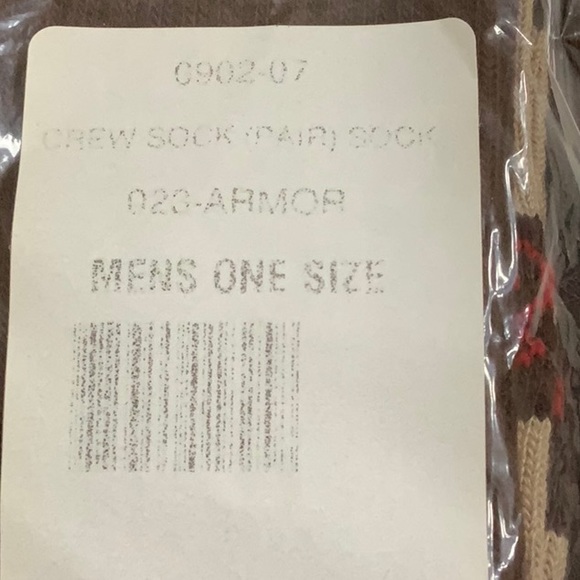 0902-07
CREW SOCK (PAIR) SOCK
023-ARMOR
MENS ONE SIZE